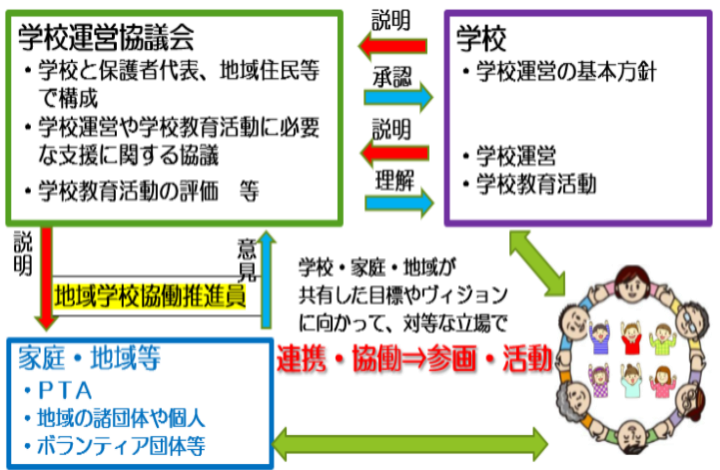 学校運営協議会
・学校と保護者代表、地域住民等
で構成
・学校運営や学校教育活動に必要
な支援に関する協議
・学校教育活動の評価　等
説明
承認
説明
理解
学校
・学校運営の基本方針
・学校運営
・学校教育活動
説明
意見
地域学校協働推進員
学校・家庭・地域が
共有した目標やヴィジョン
に向かって、対等な立場で
連携・協働⇒参画・活動
家庭・地域等
・ＰＴＡ
・地域の諸団体や個人
・ボランティア団体等